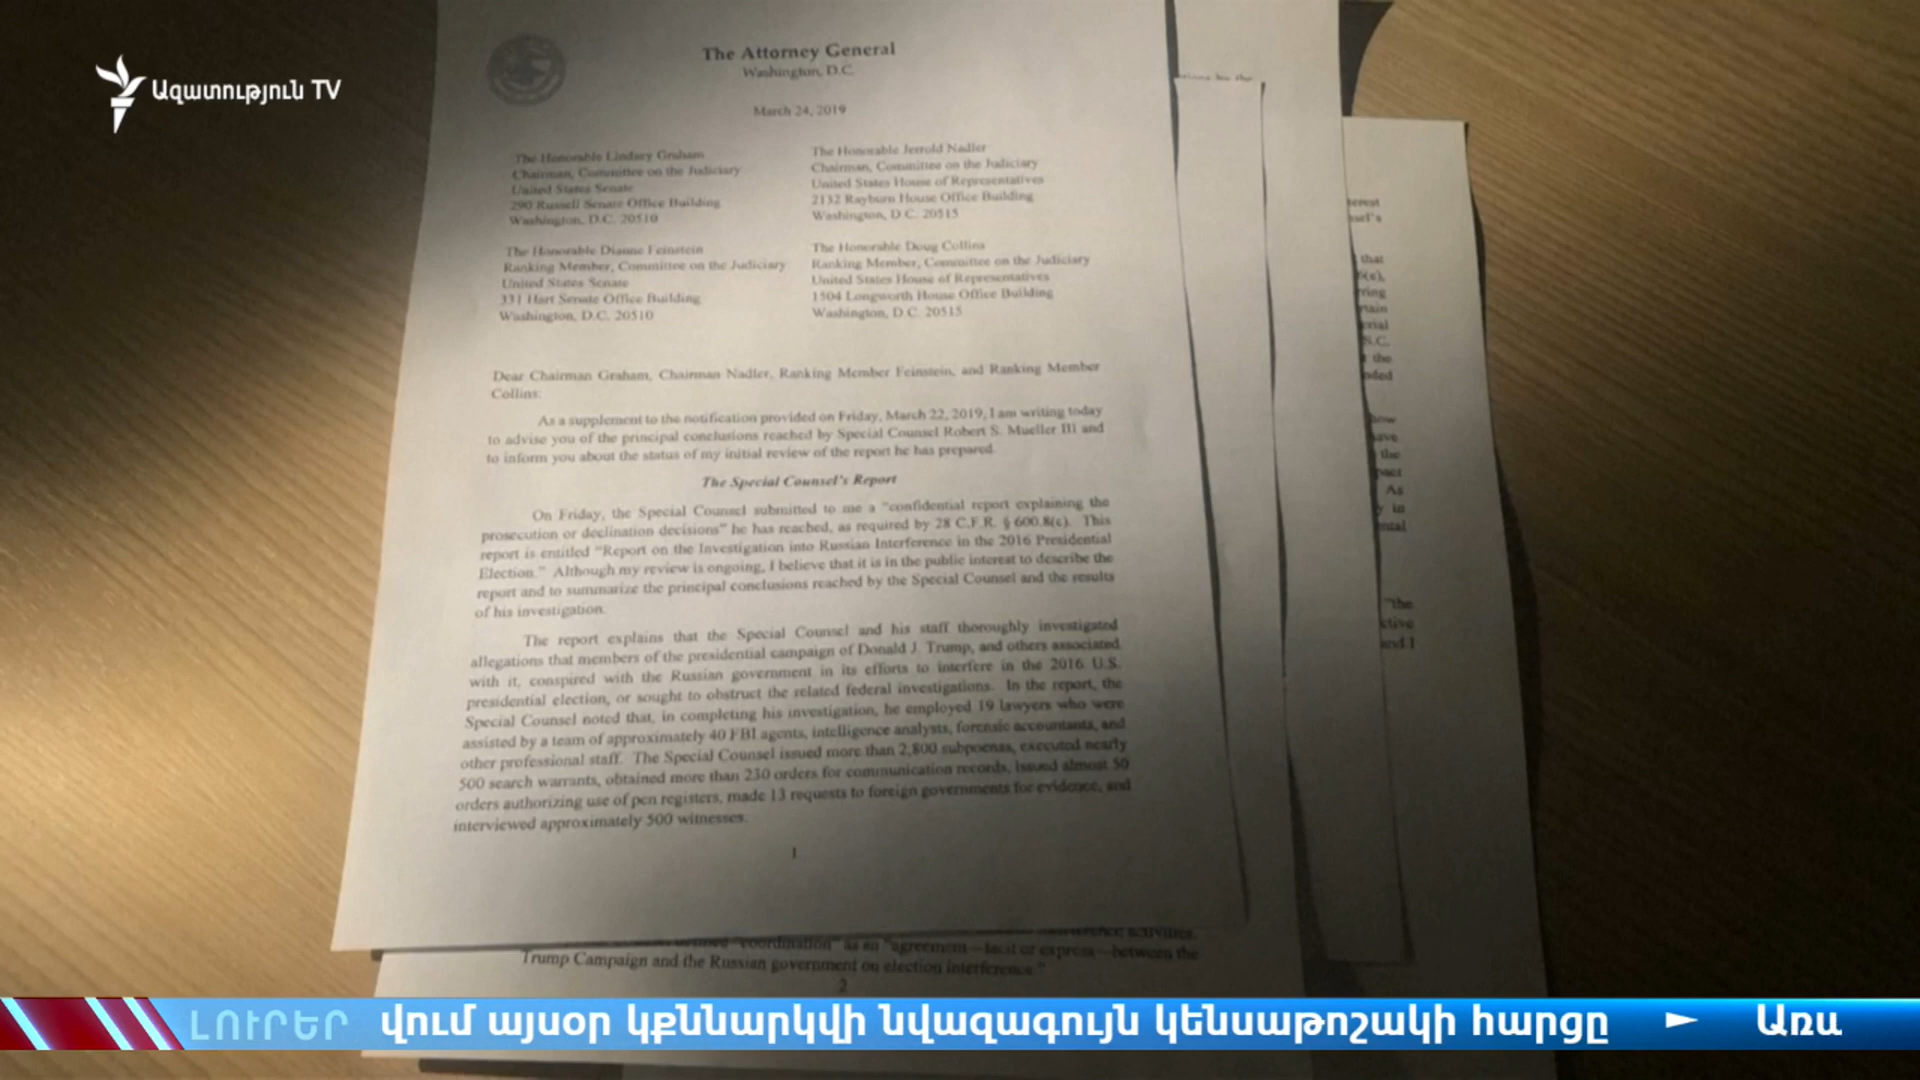 Ազատություն TV
The Attorney General
Washington, D.C.
March 24, 2019
The Honorable Lindsey Graham
Chairman, Committee on the Judiciary
United States Senate
290 Russell Senate Office Building
Washington, D.C. 20510
The Honorable Jerrold Nadler
Chairman, Committee on the Judiciary
United States House of Representatives
2132 Rayburn House Office Building
Washington, D.C. 20515
The Honorable Dianne Feinstein
Ranking Member, Committee on the Judiciary
United States Senate
331 Hart Senate Office Building
Washington, D.C. 20510
The Honorable Doug Collins
Ranking Member, Committee on the Judiciary
United States House of Representatives
1504 Longworth House Office Building
Washington, D.C. 20515
Dear Chairman Graham, Chairman Nadler, Ranking Member Feinstein, and Ranking Member
Collins:
As a supplement to the notification provided on Friday, March 22, 2019, I am writing today
to advise you of the principal conclusions reached by Special Counsel Robert S. Mueller III and
to inform you about the status of my initial review of the report he has prepared.
The Special Counsel's Report
On Friday, the Special Counsel submitted to me a "confidential report explaining the
prosecution or declination decisions" he has reached, as required by 28 C.F.R. § 600.8(c). This
report is entitled "Report on the Investigation into Russian Interference in the 2016 Presidential
Election." Although my review is ongoing, I believe that it is in the public interest to describe the
report and to summarize the principal conclusions reached by the Special Counsel and the results
of his investigation.
The report explains that the Special Counsel and his staff thoroughly investigated
allegations that members of the presidential campaign of Donald J. Trump, and others associated
with it, conspired with the Russian government in its efforts to interfere in the 2016 U.S.
presidential election, or sought to obstruct the related federal investigations. In the report, the
Special Counsel noted that, in completing his investigation, he employed 19 lawyers who were
assisted by a team of approximately 40 FBI agents, intelligence analysts, forensic accountants, and
other professional staff. The Special Counsel issued more than 2,800 subpoenas, executed nearly
500 search warrants, obtained more than 230 orders for communication records, issued almost 50
orders authorizing use of pen registers, made 13 requests to foreign governments for evidence, and
interviewed approximately 500 witnesses.
1
"coordination" as an "agreement—tacit or express—between the
Trump Campaign and the Russian government on election interference."
2
that
the
how
the
As
in
"the
and I
ԼՈՒՐԵՐ վում այսօր կքննարկվի նվազագույն կենսաթոշակի հարցը ► Առա